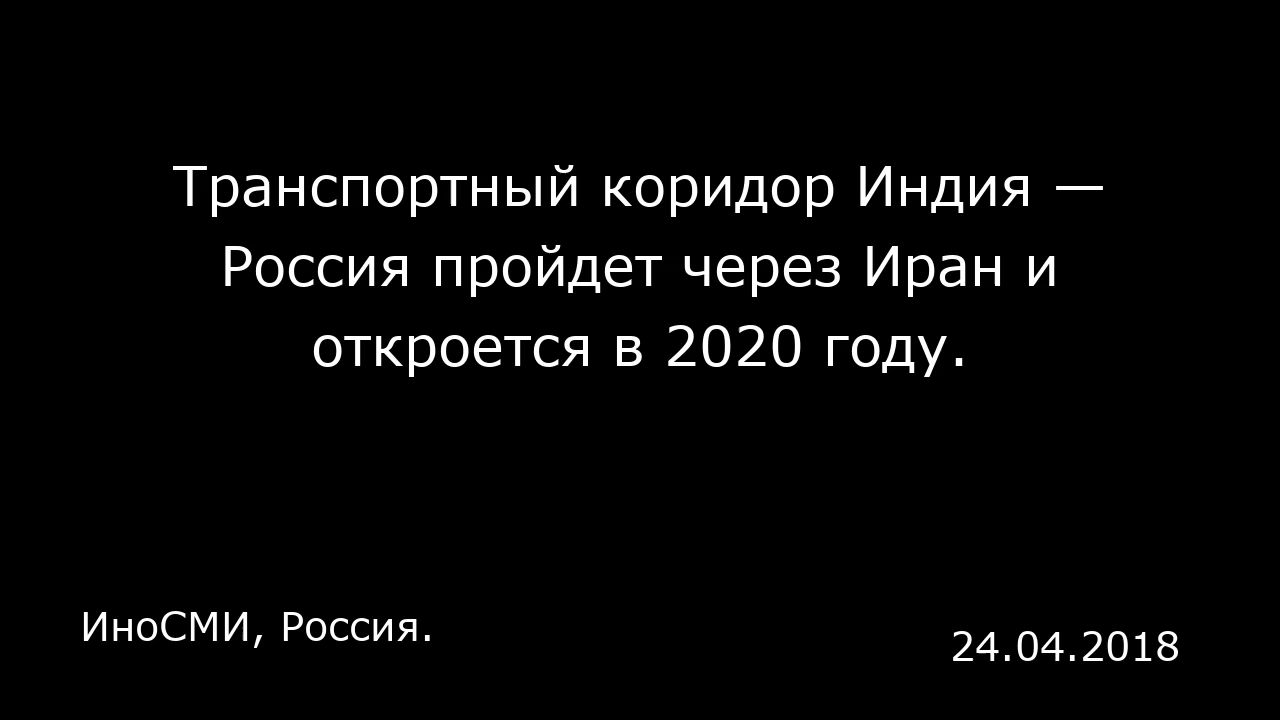 Транспортный коридор Индия —
Россия пройдет через Иран и
откроется в 2020 году.
ИноСМИ, Россия.
24.04.2018